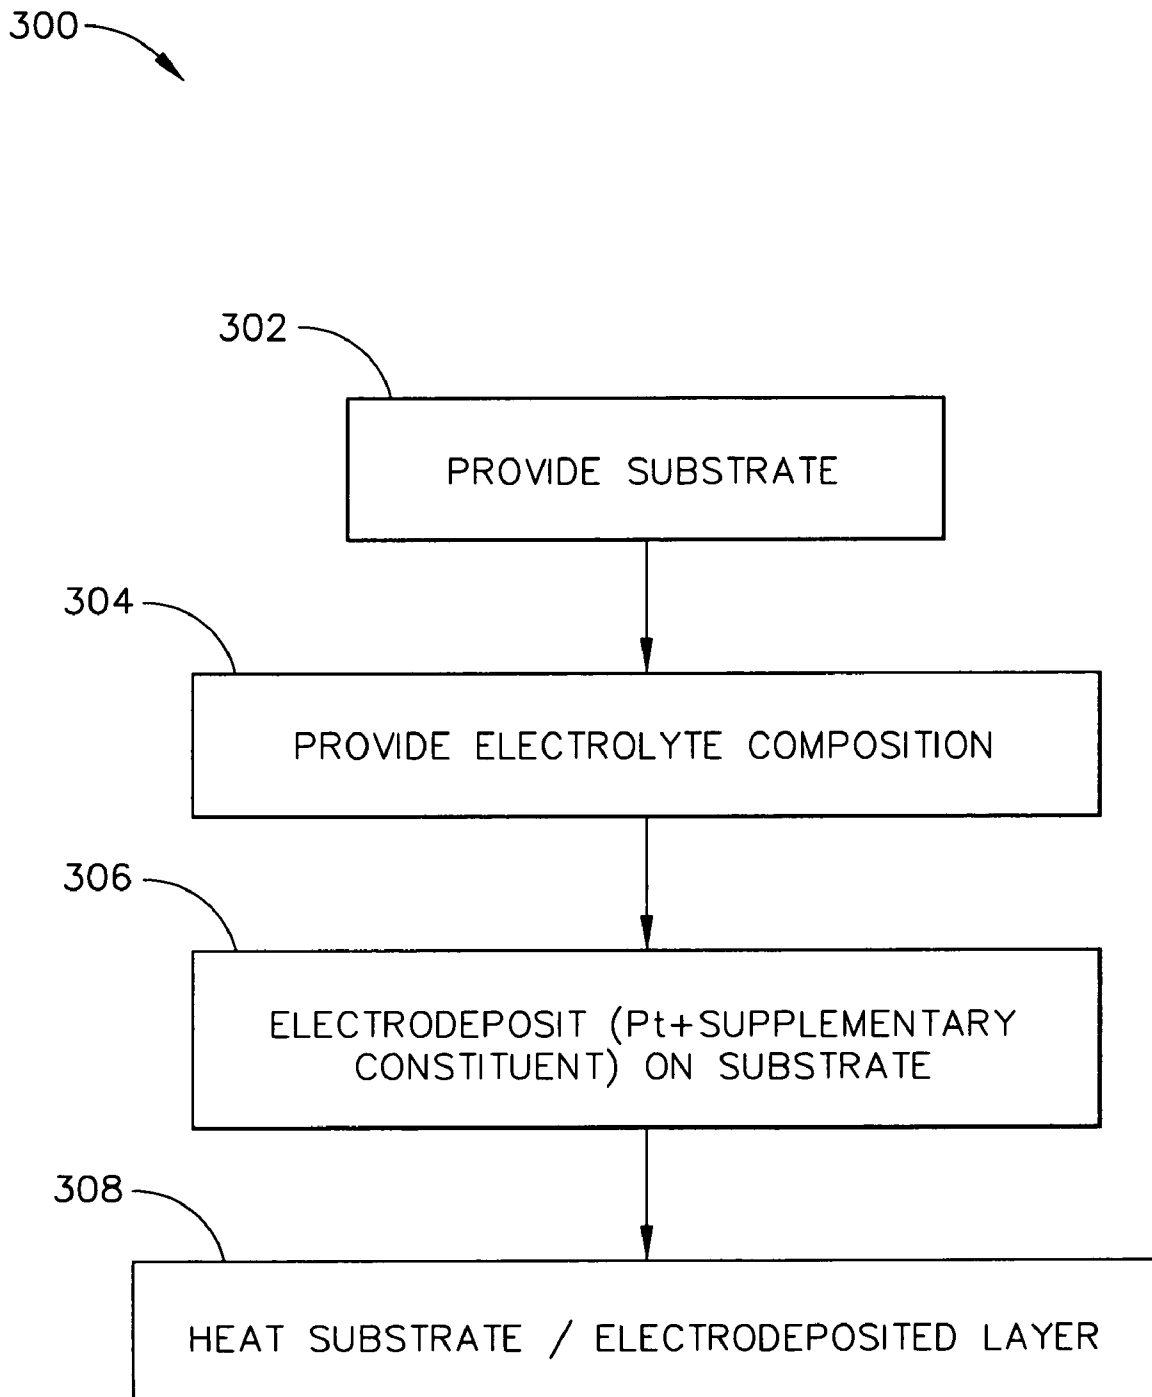 300
302
PROVIDE SUBSTRATE
304
PROVIDE ELECTROLYTE COMPOSITION
306
ELECTRODEPOSIT (Pt+SUPPLEMENTARY
CONSTITUENT) ON SUBSTRATE
308
HEAT SUBSTRATE / ELECTRODEPOSITED LAYER